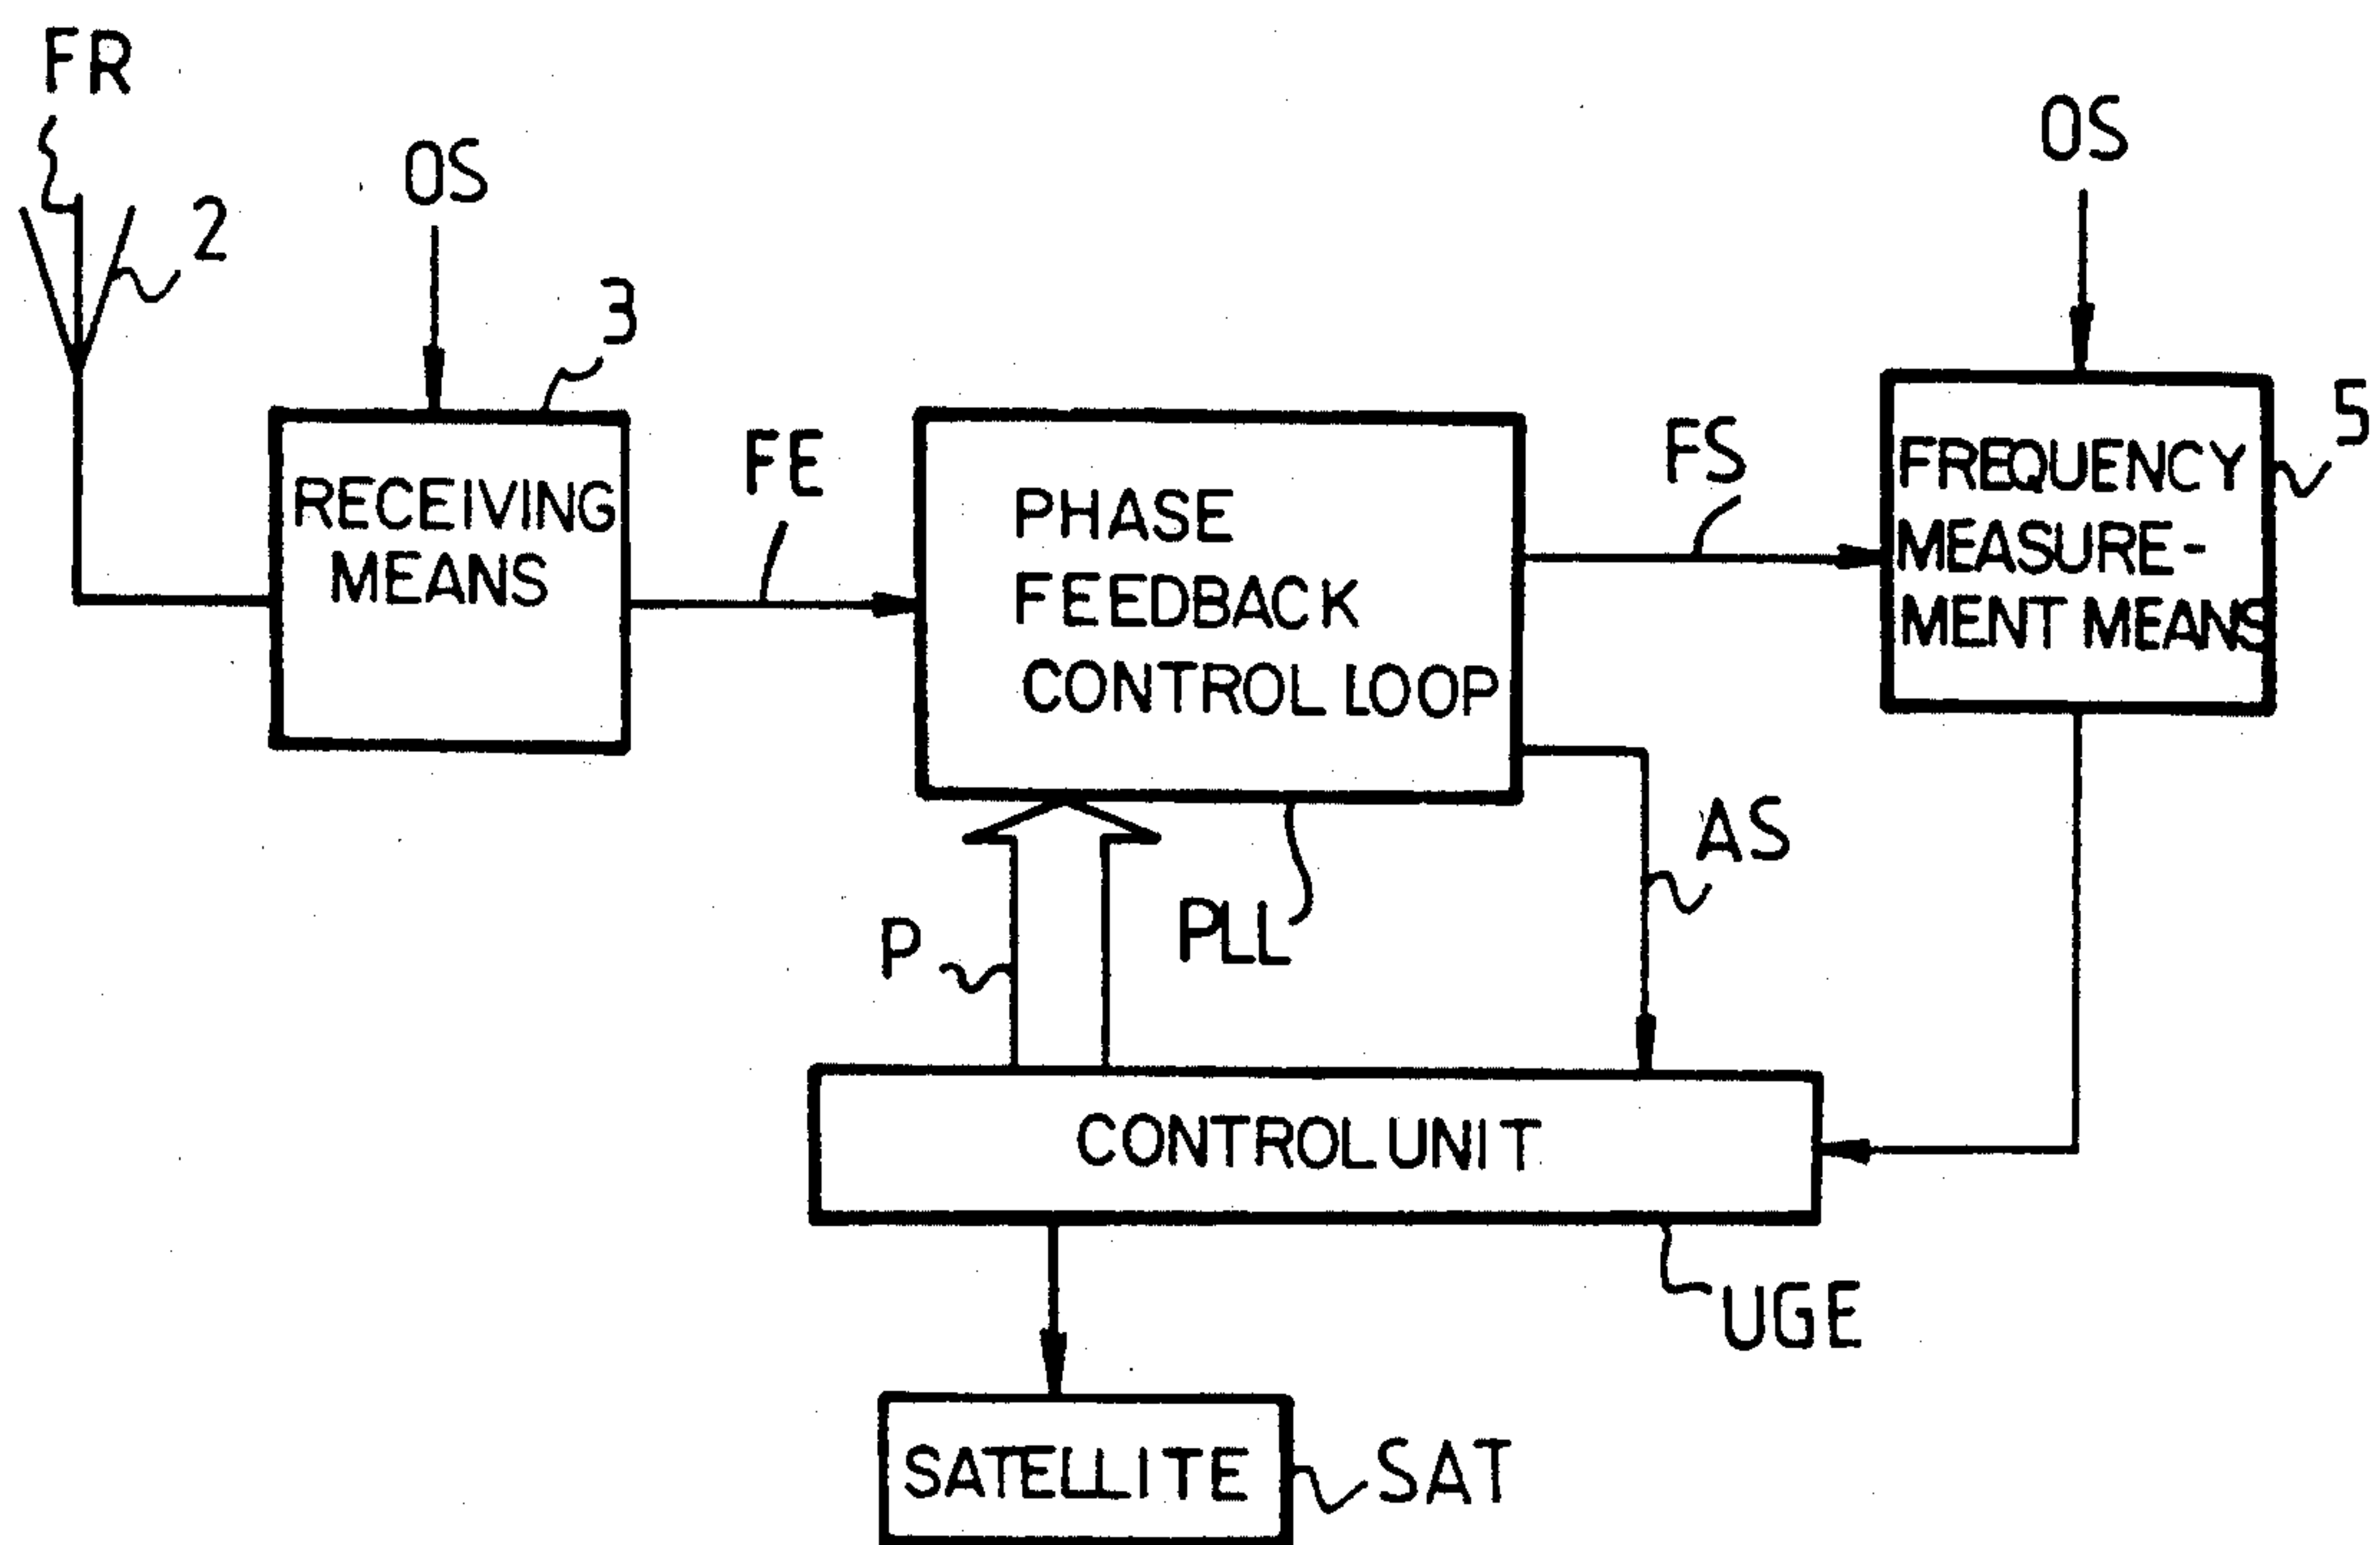 FR
OS
OS
2
3
5
RECEIVING
MEANS
FE
PHASE
FEEDBACK
CONTROL LOOP
FS
FREQUENCY
MEASURE-
MENT MEANS
AS
P
PLL
CONTROL UNIT
UGE
SATELLITE
SAT